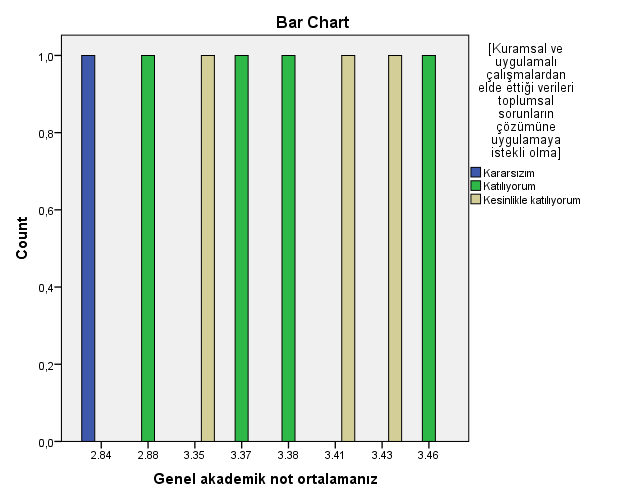 Bar Chart
[Kuramsal ve
uygulamalı
çalişmalardan
elde ettiği verileri
toplumsal
sorunların
çözümüne
uygulamaya
istekli olma]
Kararsızım
Katılıyorum
Kesinlikle katılıyorum
Count
1,0
0,8
0,6
0,4
0,2
0,0
2.84 2.88 3.35 3.37 3.38 3.41 3.43 3.46
Genel akademik not ortalamanız